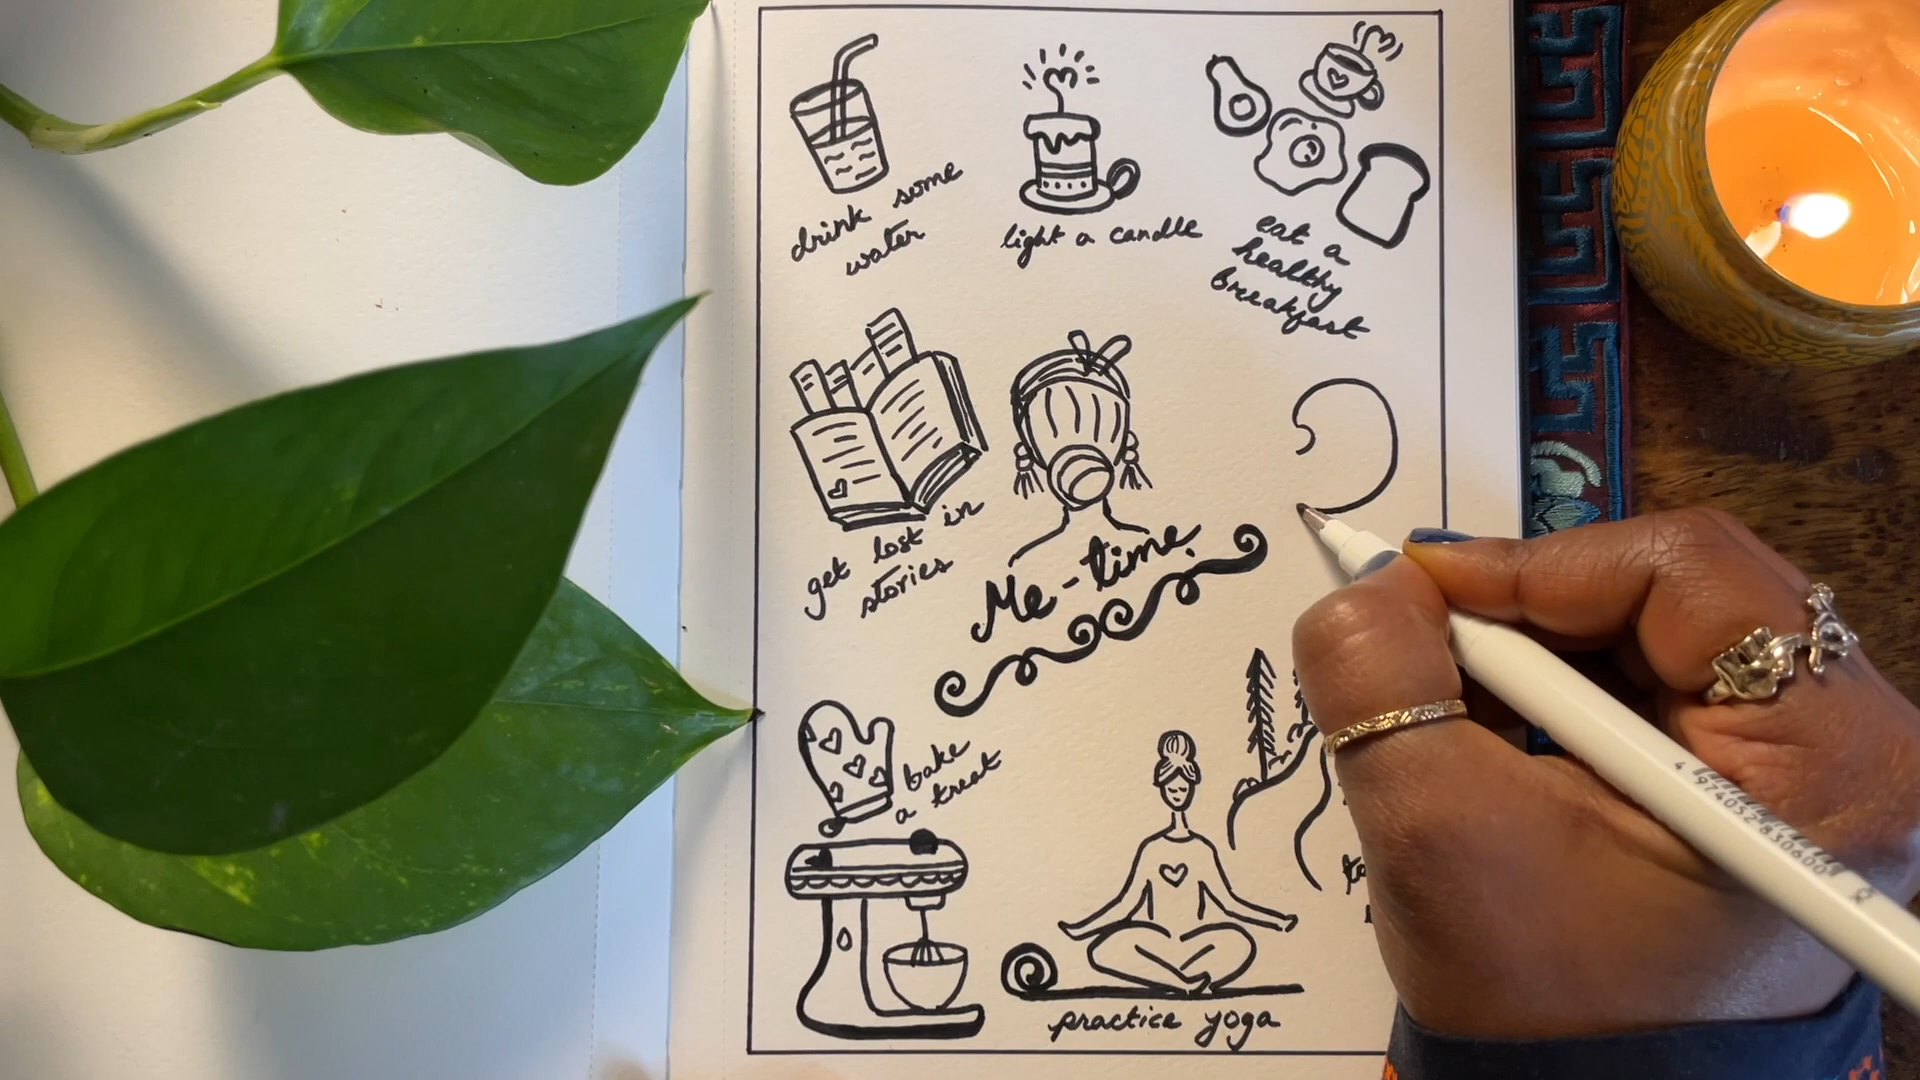 drink some
water
light a candle
eat a
healthy
breakfast
get lost in
stories
Me-time.
bake
a treat
practice yoga